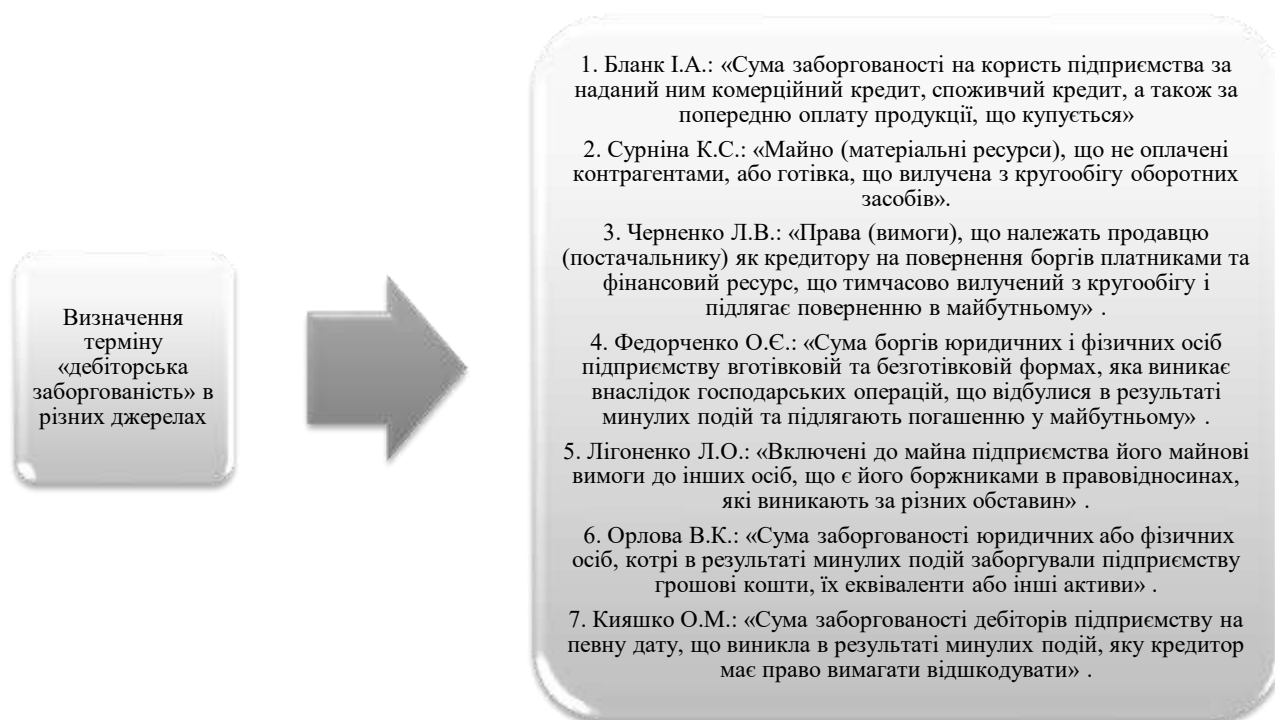 Визначення
терміну
«дебіторська
заборгованість» в
різних джерелах
1. Бланк І.А.: «Сума заборгованості на користь підприємства за
наданий ним комерційний кредит, споживчий кредит, а також за
попередню оплату продукції, що купується»
2. Сурніна К.С.: «Майно (матеріальні ресурси), що не оплачені
контрагентами, або готівка, що вилучена з кругообігу оборотних
засобів».
3. Черненко Л.В.: «Права (вимоги), що належать продавцю
(постачальнику) як кредитору на повернення боргів платниками та
фінансовий ресурс, що тимчасово вилучений з кругообігу і
підлягає поверненню в майбутньому» .
4. Федорченко О.Є.: «Сума боргів юридичних і фізичних осіб
підприємству вготівковій та безготівковій формах, яка виникає
внаслідок господарських операцій, що відбулися в результаті
минулих подій та підлягають погашенню у майбутньому» .
5. Лігоненко Л.О.: «Включені до майна підприємства його майнові
вимоги до інших осіб, що є його боржниками в правовідносинах,
які виникають за різних обставин» .
6. Орлова В.К.: «Сума заборгованості юридичних або фізичних
осіб, котрі в результаті минулих подій заборгували підприємству
грошові кошти, їх еквіваленти або інші активи» .
7. Кияшко О.М.: «Сума заборгованості дебіторів підприємству на
певну дату, що виникла в результаті минулих подій, яку кредитор
має право вимагати відшкодувати» .